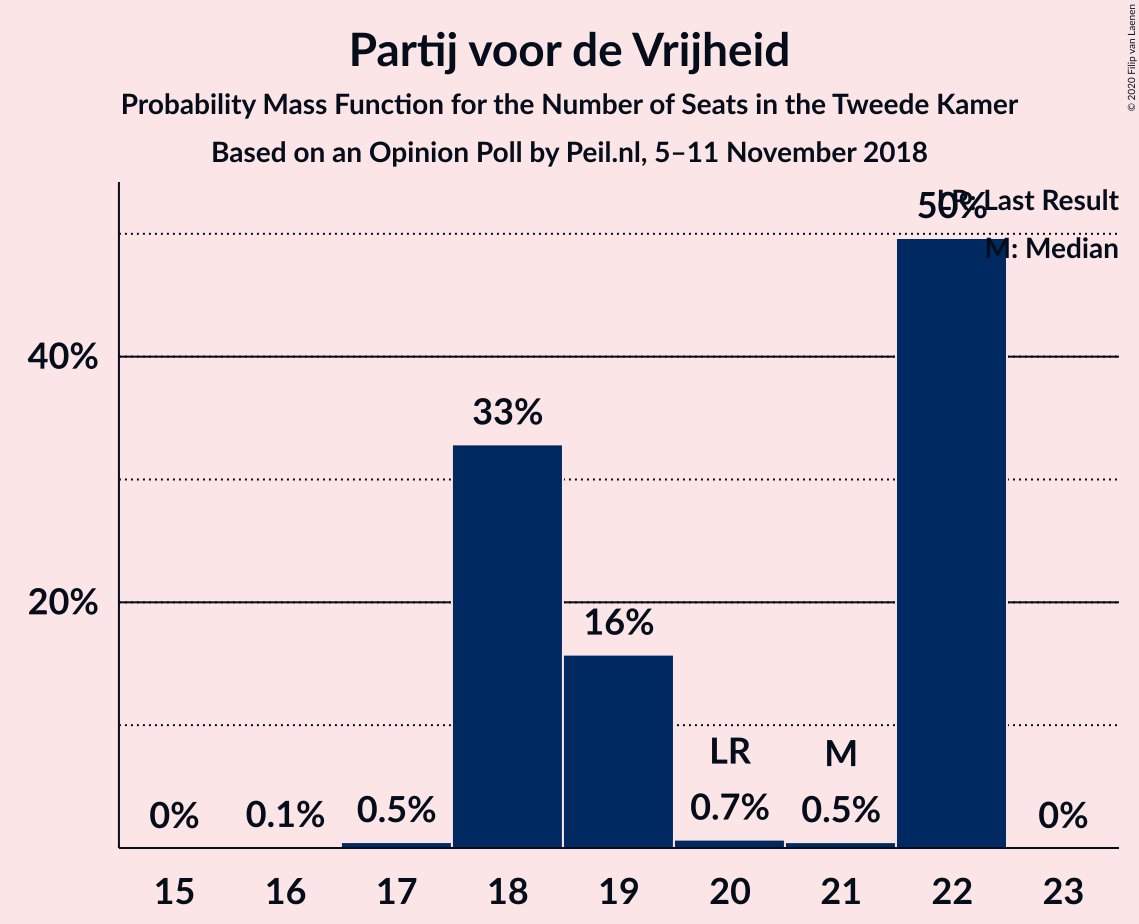 Partij voor de Vrijheid
Probability Mass Function for the Number of Seats in the Tweede Kamer
Based on an Opinion Poll by Peil.nl, 5–11 November 2018
© 2020 Filip van Laenen
LR: Last Result
M: Median
50%
40%
33%
20%
16%
LR
M
0%
0.1%
0.5%
0.7%
0.5%
0%
15
16
17
18
19
20
21
22
23